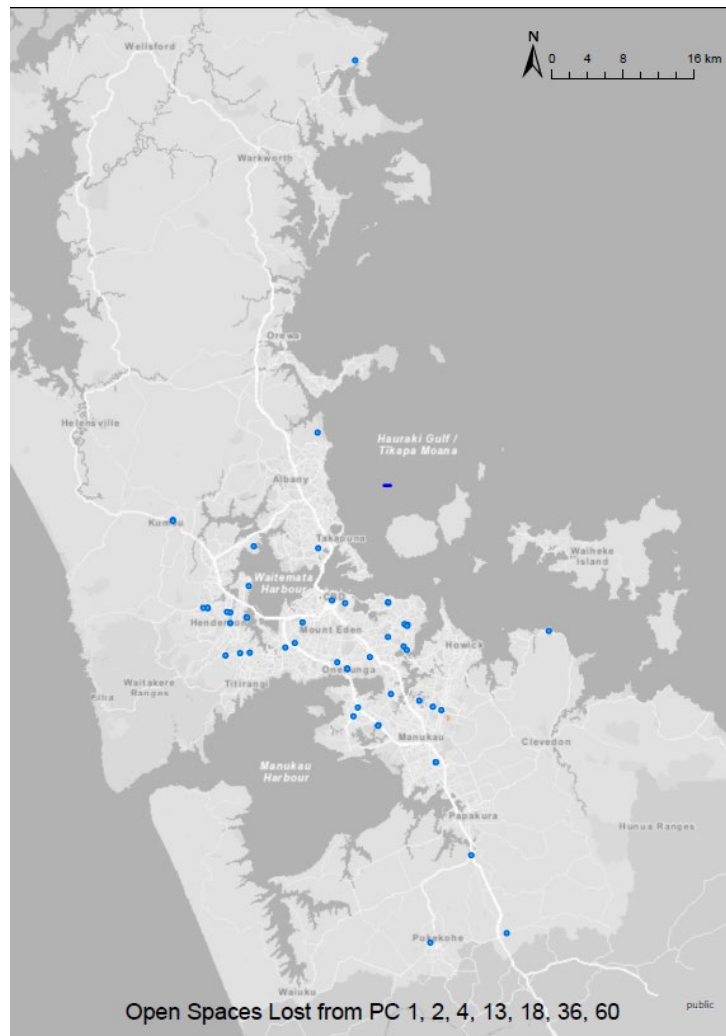 Wellsford
N
0 4 8 16 km
Warkworth
Orewa
Helensville
Hauraki Gulf /
Tīkapa Moana
Albany
Kumeu
Takapuna
Waiheke
Island
Waitemata
Harbour
CBD
Henderson
Mount Eden
Howick
Onehunga
Titirangi
Waitakere
Ranges
Manukau
Clevedon
Manukau
Harbour
Papakura
Hunua Ranges
Pukekohe
Waiuku
public
Open Spaces Lost from PC 1, 2, 4, 13, 18, 36, 60